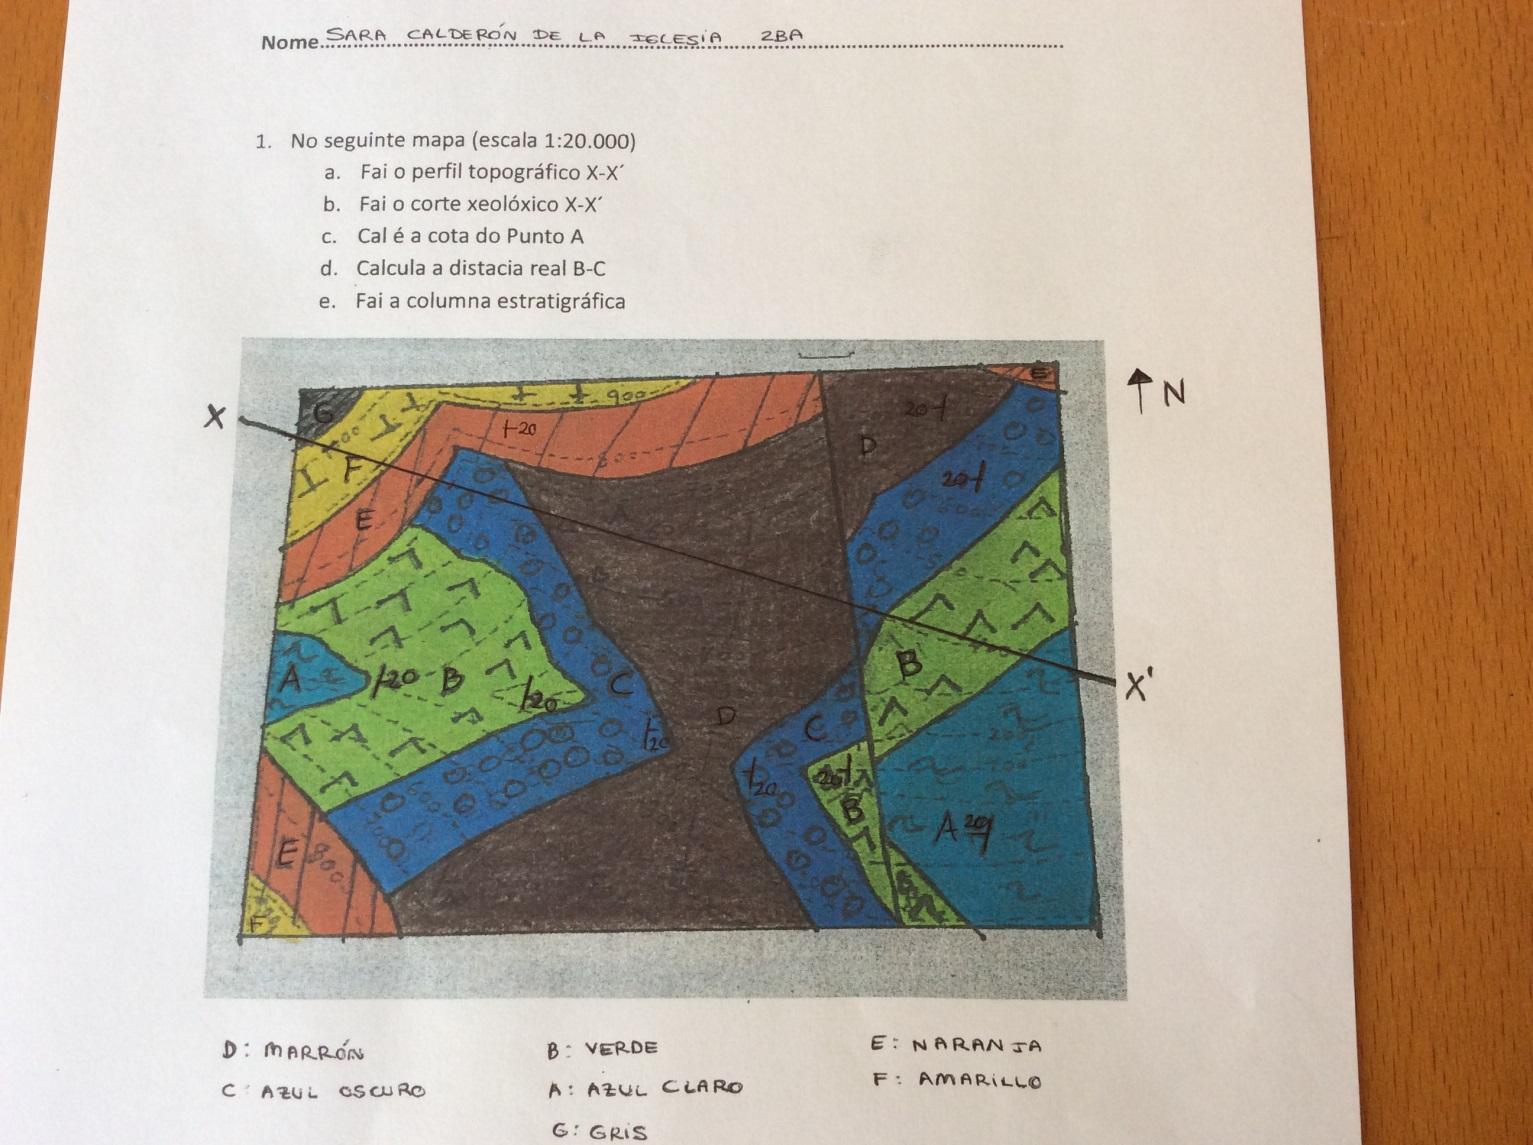 Nome SARA CALDERÓN DE LA IGLESIA 2BA
1. No seguinte mapa (escala 1:20.000)
a. Fai o perfil topográfico X-X´
b. Fai o corte xeolóxico X-X´
c. Cal é a cota do Punto A
d. Calcula a distacia real B-C
e. Fai a columna estratigráfica
E
N
G
900
20
X
20
D
F
20
E
B
X'
A
20 B
20
C
D
20
C
20
20
B
A 20
E
800
F
D: MARRÓN
B: VERDE
E: NARANJA
C: AZUL OSCURO
A: AZUL CLARO
F: AMARILLO
G: GRIS